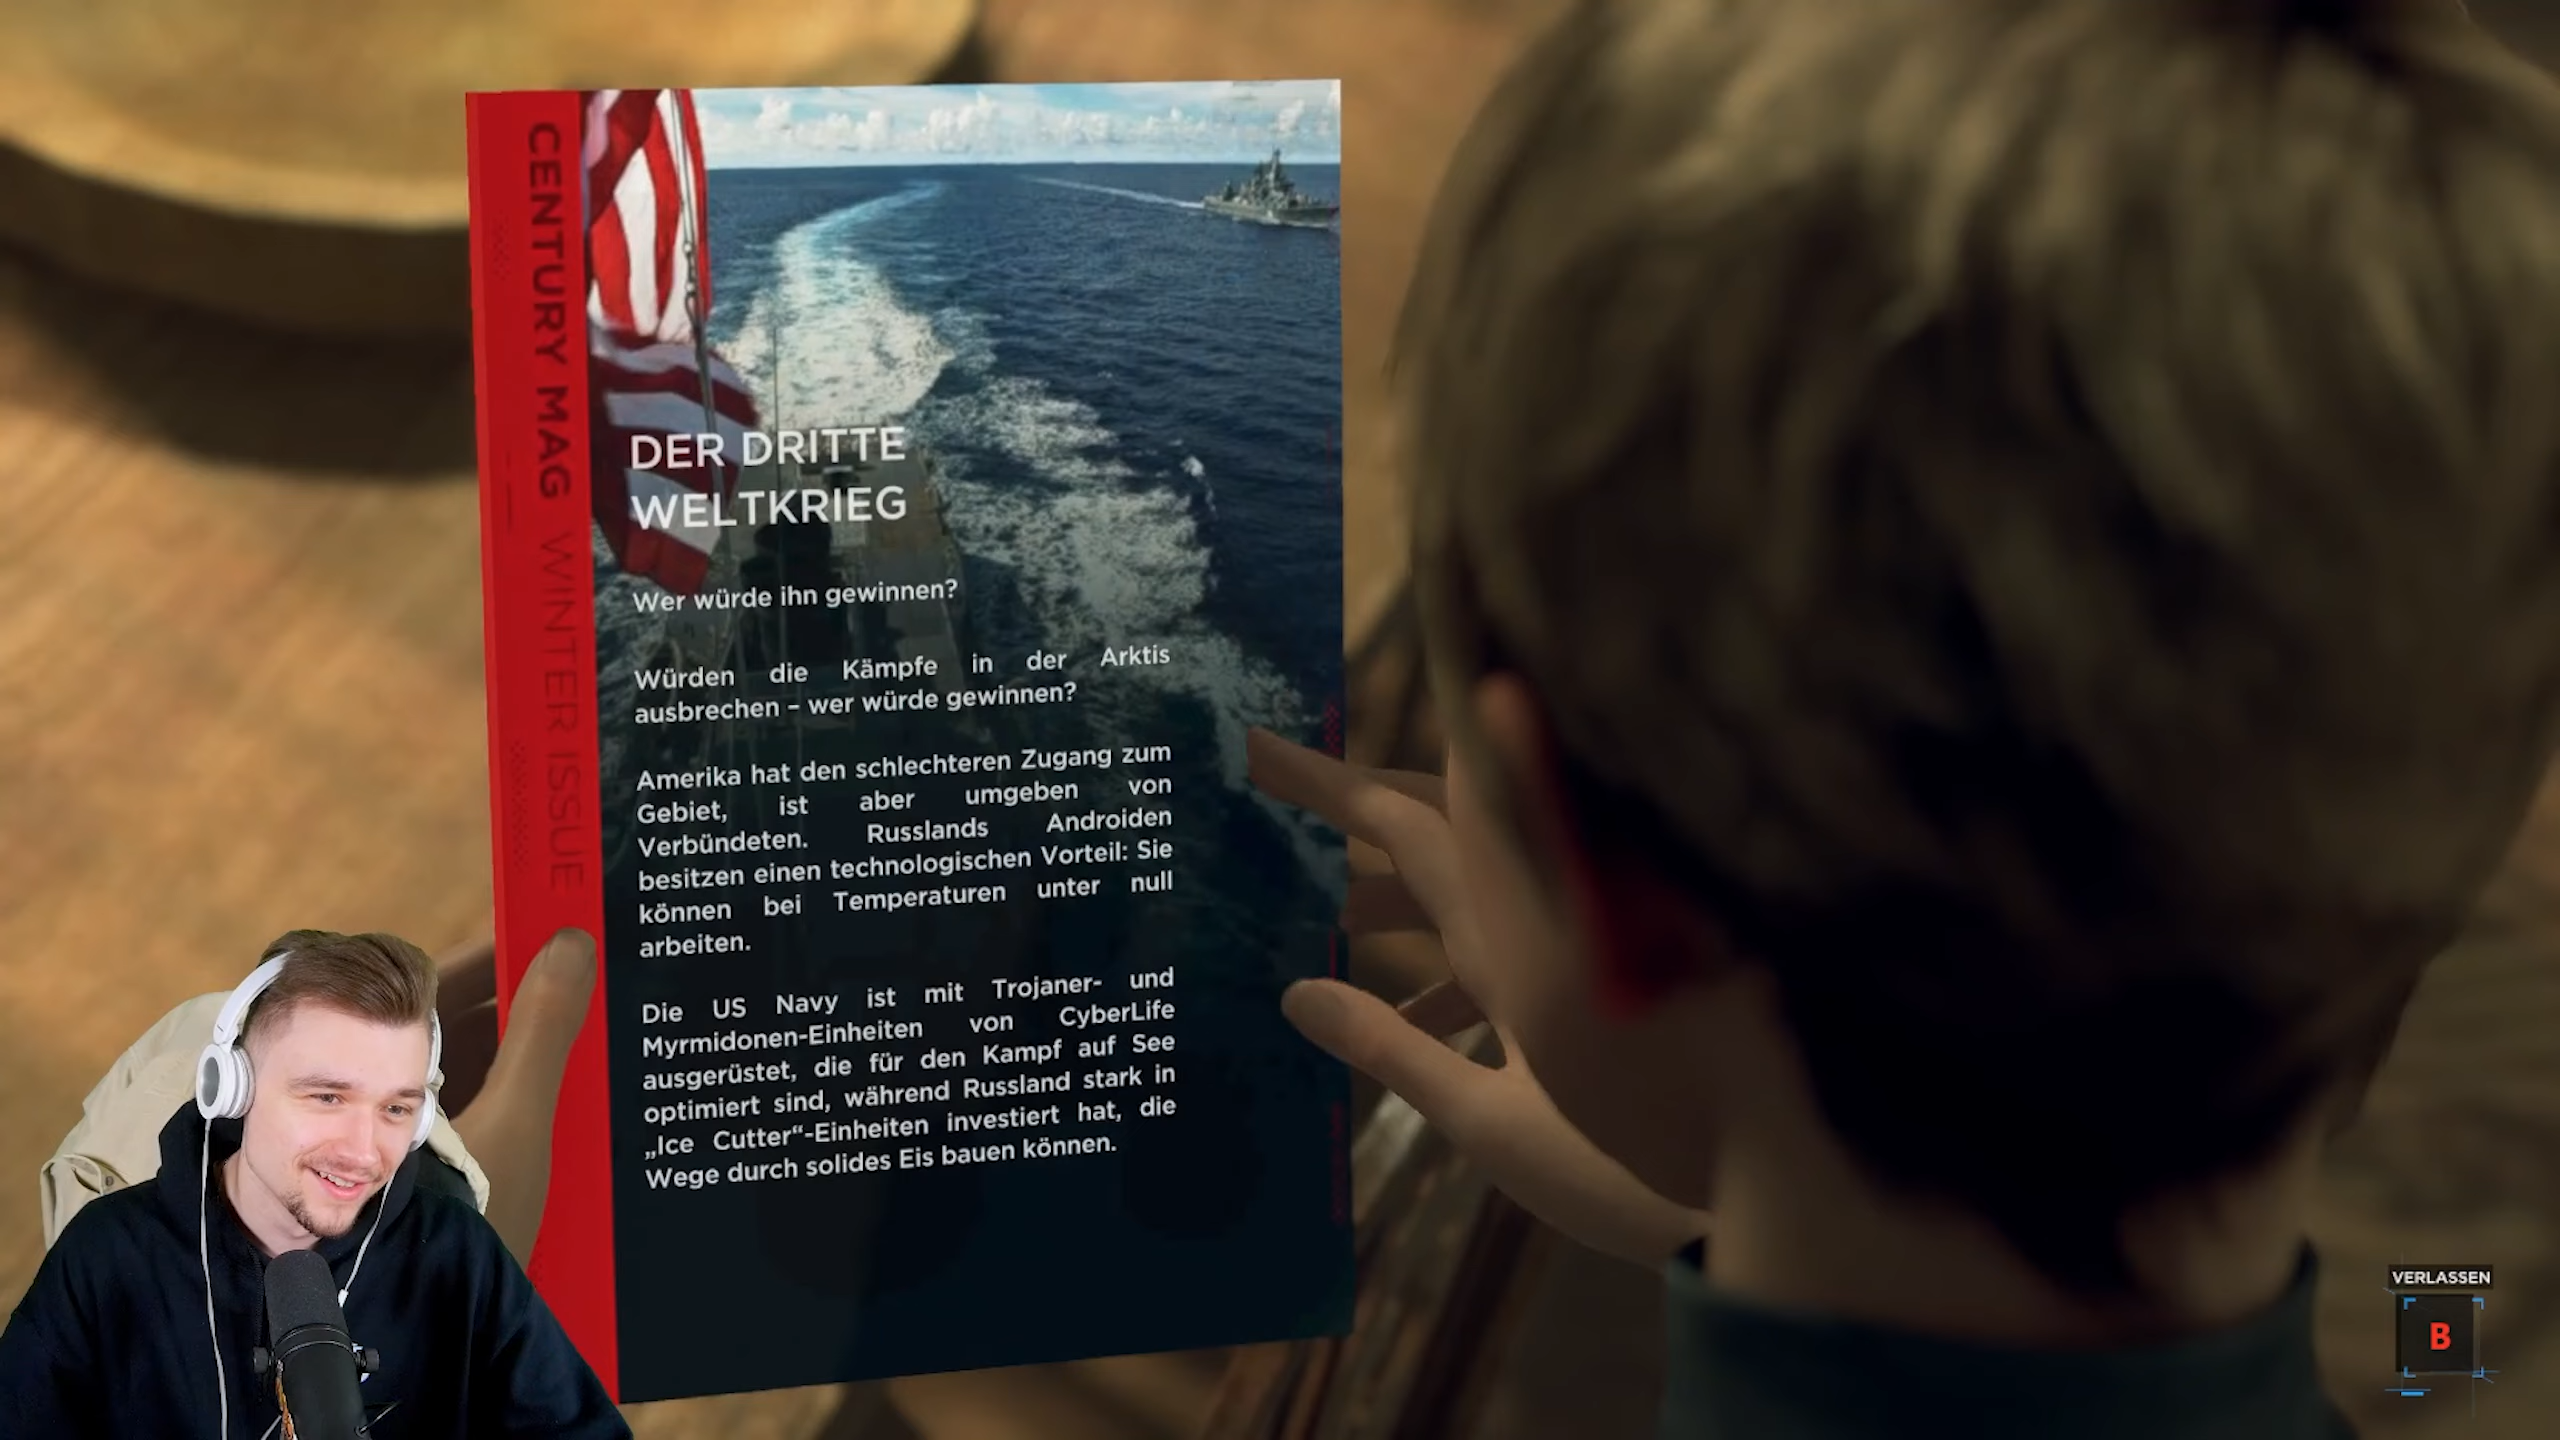 CENTURY MAG WINTER ISSUE
DER DRITTE
WELTKRIEG
Wer würde ihn gewinnen?
Würden die Kämpfe in der Arktis
ausbrechen – wer würde gewinnen?
Amerika hat den schlechteren Zugang zum
Gebiet, ist aber umgeben von
Verbündeten. Russlands Androiden
besitzen einen technologischen Vorteil: Sie
können bei Temperaturen unter null
arbeiten.
Die US Navy ist mit Trojaner- und
Myrmidonen-Einheiten von CyberLife
ausgerüstet, die für den Kampf auf See
optimiert sind, während Russland stark in
„Ice Cutter“-Einheiten investiert hat, die
Wege durch solides Eis bauen können.
VERLASSEN
B